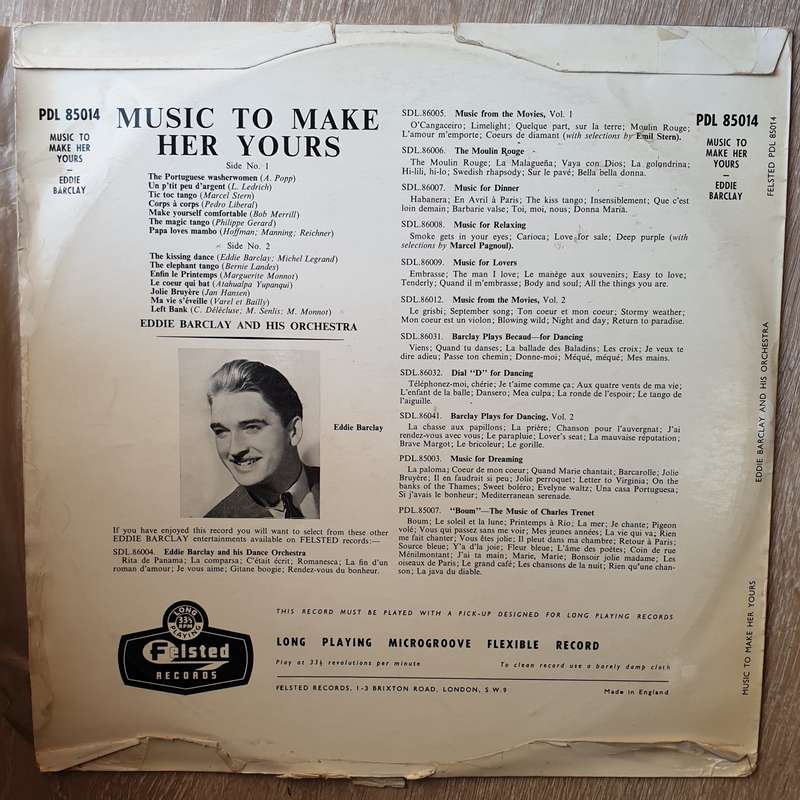 PDL 85014
MUSIC TO
MAKE HER
YOURS
—
EDDIE
BARCLAY
MUSIC TO MAKE
HER YOURS
Side No. 1
The Portuguese washerwomen (A. Popp)
Un p'tit peu d'argent (L. Ledrich)
Tic toc tango (Marcel Stern)
Corps à corps (Pedro Liberal)
Make yourself comfortable (Bob Merrill)
The magic tango (Philippe Gerard)
Papa loves mambo (Hoffman; Manning; Reichner)
Side No. 2
The kissing dance (Eddie Barclay; Michel Legrand)
The elephant tango (Bernie Landes)
Enfin le Printemps (Marguerite Monnot)
Le coeur qui bat (Atahualpa Yupanqui)
Jolie Bruyère (Jan Hansen)
Ma vie s'éveille (Varel et Bailly)
Left Bank (C. Délécluse; M. Senlis; M. Monnot)
EDDIE BARCLAY AND HIS ORCHESTRA
Eddie Barclay
If you have enjoyed this record you will want to select from these other
EDDIE BARCLAY entertainments available on FELSTED records:—
SDL.86004. Eddie Barclay and his Dance Orchestra
Rita de Panama; La comparsa; C'était écrit; Romanesca; La fin d'un
roman d'amour; Je vous aime; Gitane boogie; Rendez-vous du bonheur.
SDL.86005. Music from the Movies, Vol. 1
O'Cangaceiro; Limelight; Quelque part, sur la terre; Moulin Rouge;
L'amour m'emporte; Coeurs de diamant (with selections by Emil Stern).
SDL.86006. The Moulin Rouge
The Moulin Rouge; La Malagueña; Vaya con Dios; La golondrina;
Hi-lili, hi-lo; Swedish rhapsody; Sur le pavé; Bella bella donna.
SDL.86007. Music for Dinner
Habanera; En Avril à Paris; The kiss tango; Insensiblement; Que c'est
loin demain; Barbarie valse; Toi, moi, nous; Donna Maria.
SDL.86008. Music for Relaxing
Smoke gets in your eyes; Carioca; Love for sale; Deep purple (with
selections by Marcel Pagnoul).
SDL.86009. Music for Lovers
Embrasse; The man I love; Le manège aux souvenirs; Easy to love;
Tenderly; Quand il m'embrasse; Body and soul; All the things you are.
SDL.86012. Music from the Movies, Vol. 2
Le grisbi; September song; Ton coeur et mon coeur; Stormy weather;
Mon coeur est un violon; Blowing wild; Night and day; Return to paradise.
SDL.86031. Barclay Plays Becaud—for Dancing
Viens; Quand tu danses; La ballade des Baladins; Les croix; Je veux te
dire adieu; Passe ton chemin; Donne-moi; Méqué, méqué; Mes mains.
SDL.86032. Dial "D" for Dancing
Téléphonez-moi, chérie; Je t'aime comme ça; Aux quatre vents de ma vie;
L'enfant de la balle; Dansero; Mea culpa; La ronde de l'espoir; Le tango de
l'aiguille.
SDL.86041. Barclay Plays for Dancing, Vol. 2
La chasse aux papillons; La prière; Chanson pour l'auvergnat; J'ai
rendez-vous avec vous; Le parapluie; Lover's seat; La mauvaise réputation;
Brave Margot; Le bricoleur; Le gorille.
PDL.85003. Music for Dreaming
La paloma; Coeur de mon coeur; Quand Marie chantait; Barcarolle; Jolie
Bruyère; Il en faudrait si peu; Jolie perroquet; Letter to Virginia; On the
banks of the Thames; Sweet boléro; Evelyne waltz; Una casa Portuguesa;
Si j'avais le bonheur; Mediterranean serenade.
PDL.85007. "Boum"—The Music of Charles Trenet
Boum; Le soleil et la lune; Printemps à Rio; La mer; Je chante; Pigeon
volé; Vous qui passez sans me voir; Mes jeunes années; La vie qui va; Rien
me fait chanter; Vous êtes jolie; Il pleut dans ma chambre; Retour à Paris;
Source bleue; Y'a d'la joie; Fleur bleue; L'âme des poètes; Coin de rue
Ménilmontant; J'ai ta main; Marie, Marie; Bonsoir jolie madame; Les
oiseaux de Paris; Le grand café; Les chansons de la nuit; Rien qu'une chan-
son; La java du diable.
PDL 85014
MUSIC TO
MAKE HER
YOURS
—
EDDIE
BARCLAY
FELSTED PDL 85014
EDDIE BARCLAY AND HIS ORCHESTRA
MUSIC TO MAKE HER YOURS
LONG
33⅓
RPM
PLAYING
Felsted
RECORDS
THIS RECORD MUST BE PLAYED WITH A PICK-UP DESIGNED FOR LONG PLAYING RECORDS
LONG PLAYING MICROGROOVE FLEXIBLE RECORD
Play at 33⅓ revolutions per minute
To clean record use a barely damp cloth
FELSTED RECORDS, 1-3 BRIXTON ROAD, LONDON, S.W.9
Made in England